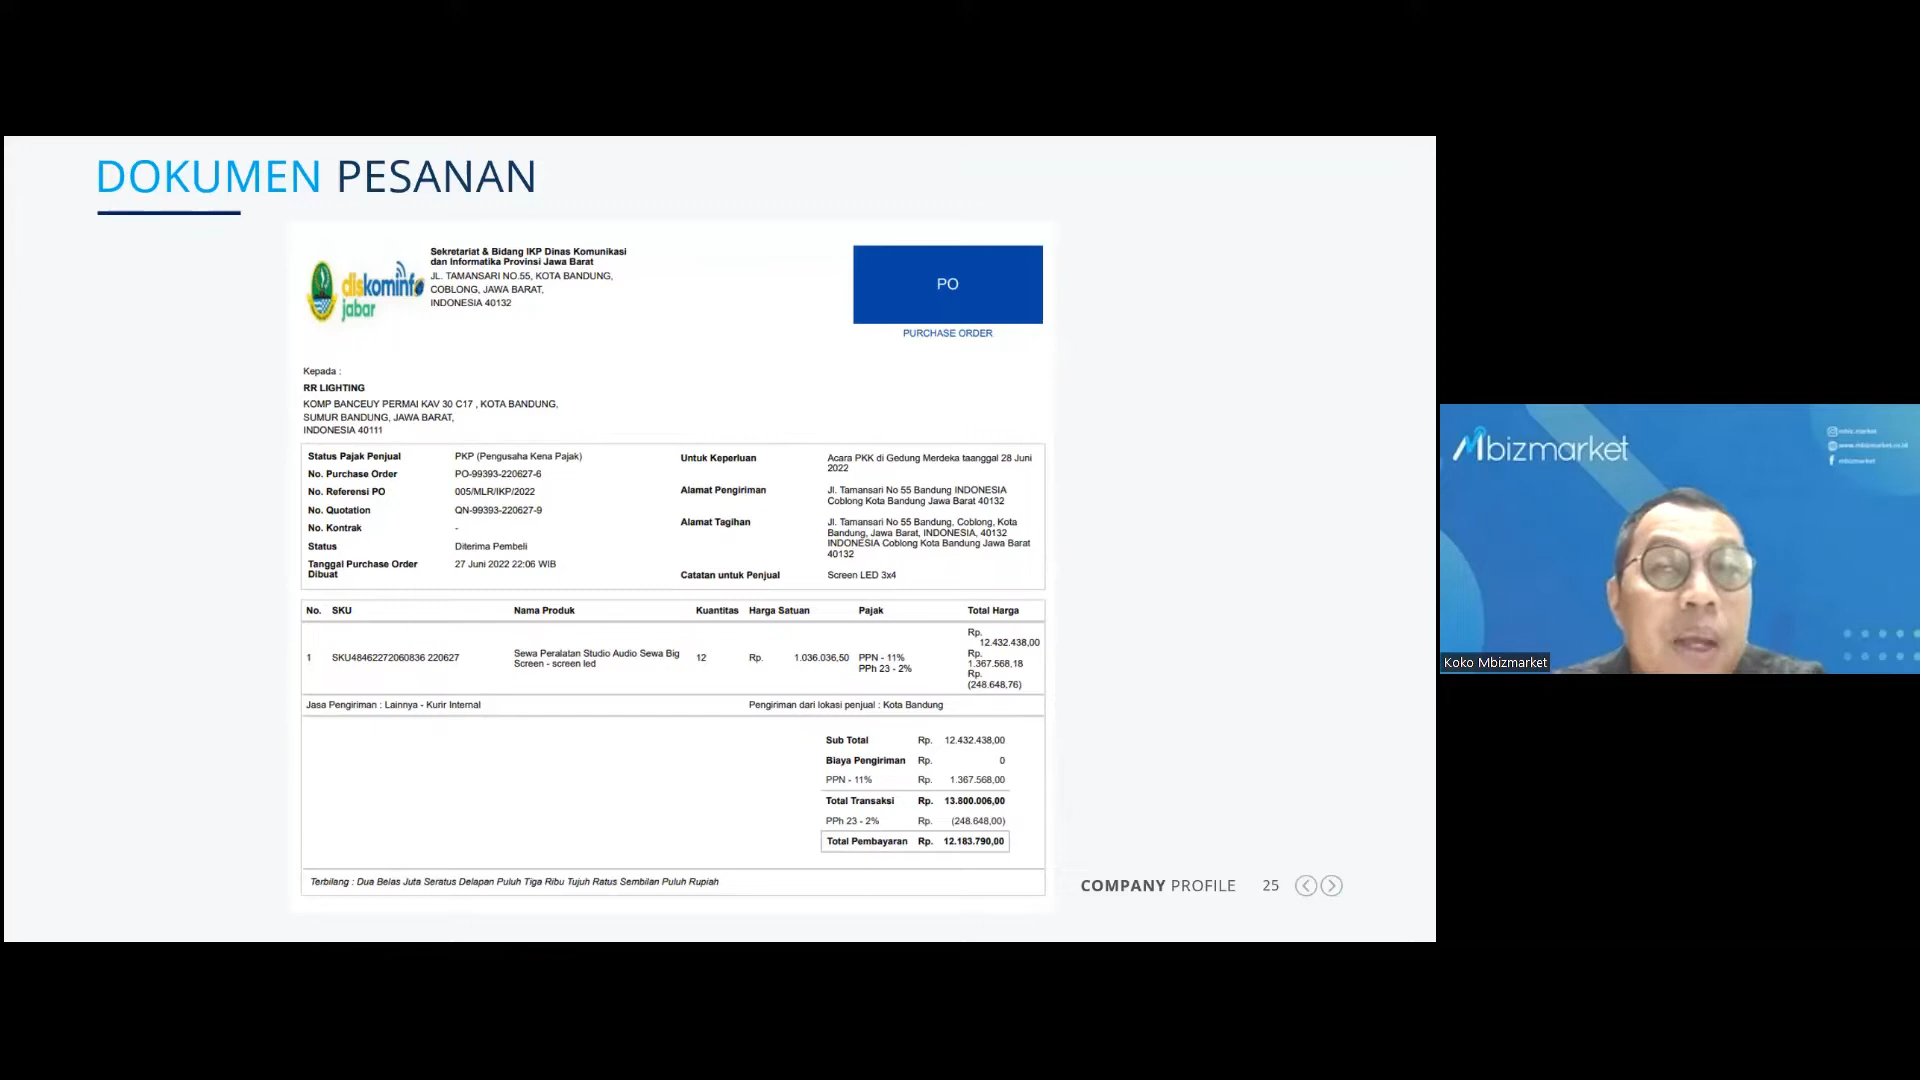 DOKUMEN PESANAN
diskominfo
jabar
Sekretariat & Bidang IKP Dinas Komunikasi
dan Informatika Provinsi Jawa Barat
JL. TAMANSARI NO.55, KOTA BANDUNG,
COBLONG, JAWA BARAT,
INDONESIA 40132
PO
PURCHASE ORDER
Kepada :
RR LIGHTING
KOMP BANCEUY PERMAI KAV 30 C17 , KOTA BANDUNG,
SUMUR BANDUNG, JAWA BARAT,
INDONESIA 40111
Status Pajak Penjual PKP (Pengusaha Kena Pajak)
No. Purchase Order PO-99393-220627-6
No. Referensi PO 005/MLR/IKP/2022
No. Quotation QN-99393-220627-9
No. Kontrak -
Status Diterima Pembeli
Tanggal Purchase Order 27 Juni 2022 22:06 WIB
Dibuat
Untuk Keperluan Acara PKK di Gedung Merdeka taanggal 28 Juni
2022
Alamat Pengiriman Jl. Tamansari No 55 Bandung INDONESIA
Coblong Kota Bandung Jawa Barat 40132
Alamat Tagihan Jl. Tamansari No 55 Bandung, Coblong, Kota
Bandung, Jawa Barat, INDONESIA, 40132
INDONESIA Coblong Kota Bandung Jawa Barat
40132
Catatan untuk Penjual Screen LED 3x4
No. SKU Nama Produk Kuantitas Harga Satuan Pajak Total Harga
1 SKU48462272060836 220627 Sewa Peralatan Studio Audio Sewa Big
Screen - screen led
12 Rp. 1.036.036,50 PPN - 11%
PPh 23 - 2%
Rp.
12.432.438,00
Rp.
1.367.568,18
Rp.
(248.648,76)
Jasa Pengiriman : Lainnya - Kurir Internal Pengiriman dari lokasi penjual : Kota Bandung
Sub Total Rp. 12.432.438,00
Biaya Pengiriman Rp. 0
PPN - 11% Rp. 1.367.568,00
Total Transaksi Rp. 13.800.006,00
PPh 23 - 2% Rp. (248.648,00)
Total Pembayaran Rp. 12.183.790,00
Terbilang : Dua Belas Juta Seratus Delapan Puluh Tiga Ribu Tujuh Ratus Sembilan Puluh Rupiah
COMPANY PROFILE 25
Mbizmarket
mbiz.market
www.mbizmarket.co.id
mbizmarket
Koko Mbizmarket